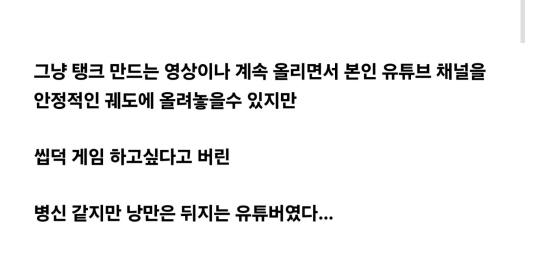 그냥 탱크 만드는 영상이나 계속 올리면서 본인 유튜브 채널을
안정적인 궤도에 올려놓을수 있지만
씹덕 게임 하고싶다고 버린
병신 같지만 낭만은 뒤지는 유튜버였다...